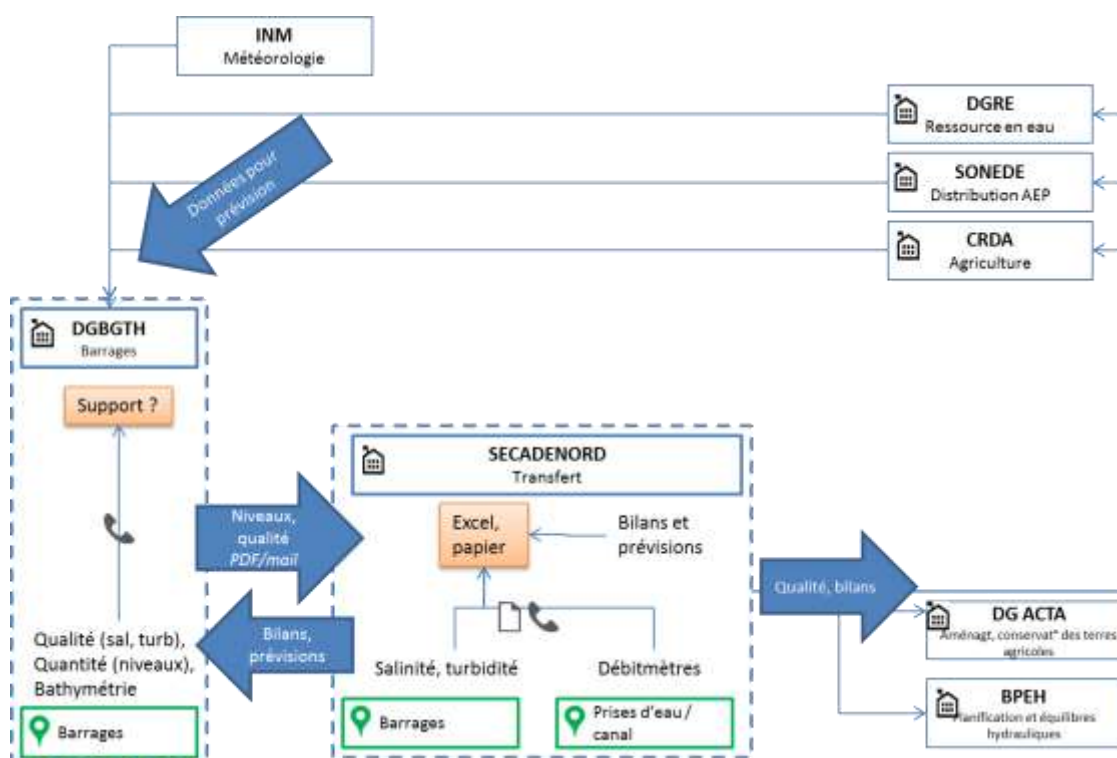 INM
Météorologie
DGRE
Ressource en eau
SONEDE
Distribution AEP
CRDA
Agriculture
Données pour
prévision
DGBGTH
Barrages
Support ?
Niveaux,
qualité
PDF/mail
Bilans,
prévisions
Qualité (sal, turb),
Quantité (niveaux),
Bathymétrie
Barrages
SECADENORD
Transfert
Excel,
papier
Bilans et
prévisions
Salinité, turbidité
Débitmètres
Barrages
Prises d'eau /
canal
Qualité, bilans
DG ACTA
Aménagt, conservat° des terres
agricoles
BPEH
Planification et équilibres
hydrauliques